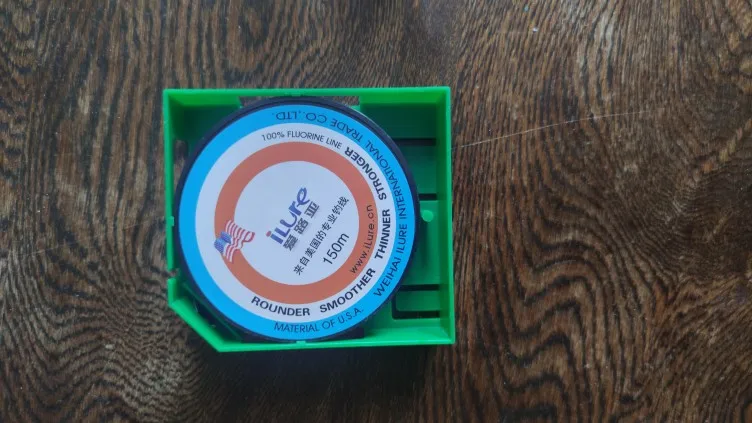 WEIHAI ILURE INTERNATIONAL TRADE CO.,LTD.
100% FLUORINE LINE
ROUNDER SMOOTHER THINNER STRONGER
iLure
爱路亚
来自美国的专业钓线
150m
www.iLure.cn
MATERIAL OF U.S.A.